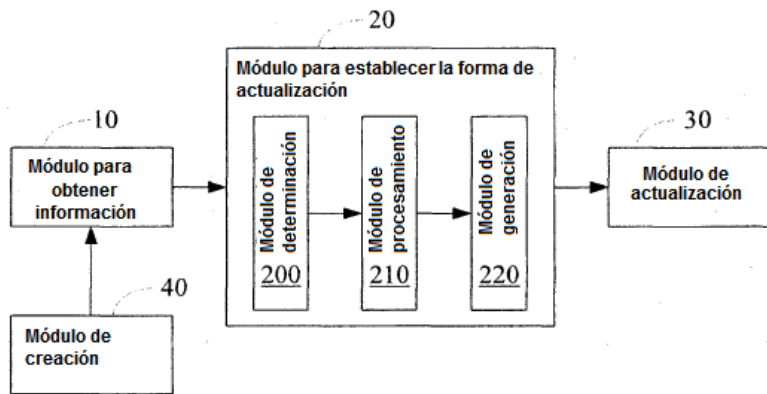 20
Módulo para establecer la forma de
actualización
10
Módulo para
obtener
información
Módulo de
determinación
200
Módulo de
procesamiento
210
Módulo de
generación
220
30
Módulo de
actualización
40
Módulo de
creación